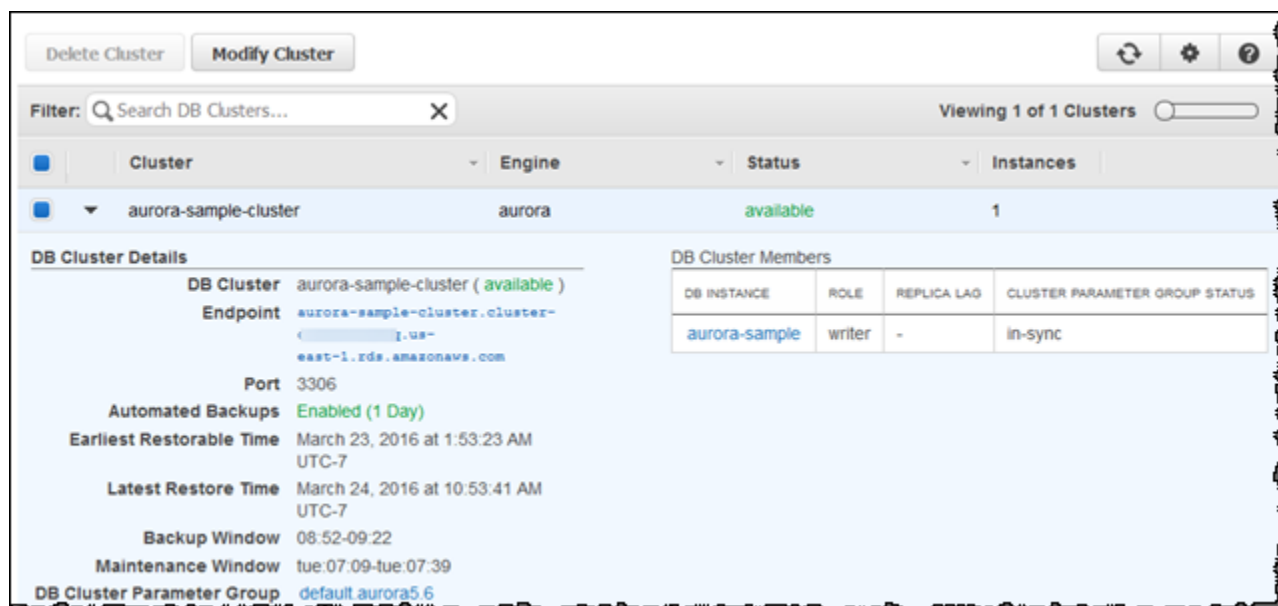 Delete Cluster Modify Cluster
Filter: Search DB Clusters... Viewing 1 of 1 Clusters
Cluster Engine Status Instances
aurora-sample-cluster aurora available 1
DB Cluster Details
DB Cluster aurora-sample-cluster ( available )
Endpoint aurora-sample-cluster.cluster-
.us-
east-1.rds.amazonaws.com
Port 3306
Automated Backups Enabled (1 Day)
Earliest Restorable Time March 23, 2016 at 1:53:23 AM
UTC-7
Latest Restore Time March 24, 2016 at 10:53:41 AM
UTC-7
Backup Window 08:52-09:22
Maintenance Window tue:07:09-tue:07:39
DB Cluster Parameter Group default.aurora5.6
DB Cluster Members
DB INSTANCE ROLE REPLICA LAG CLUSTER PARAMETER GROUP STATUS
aurora-sample writer - in-sync